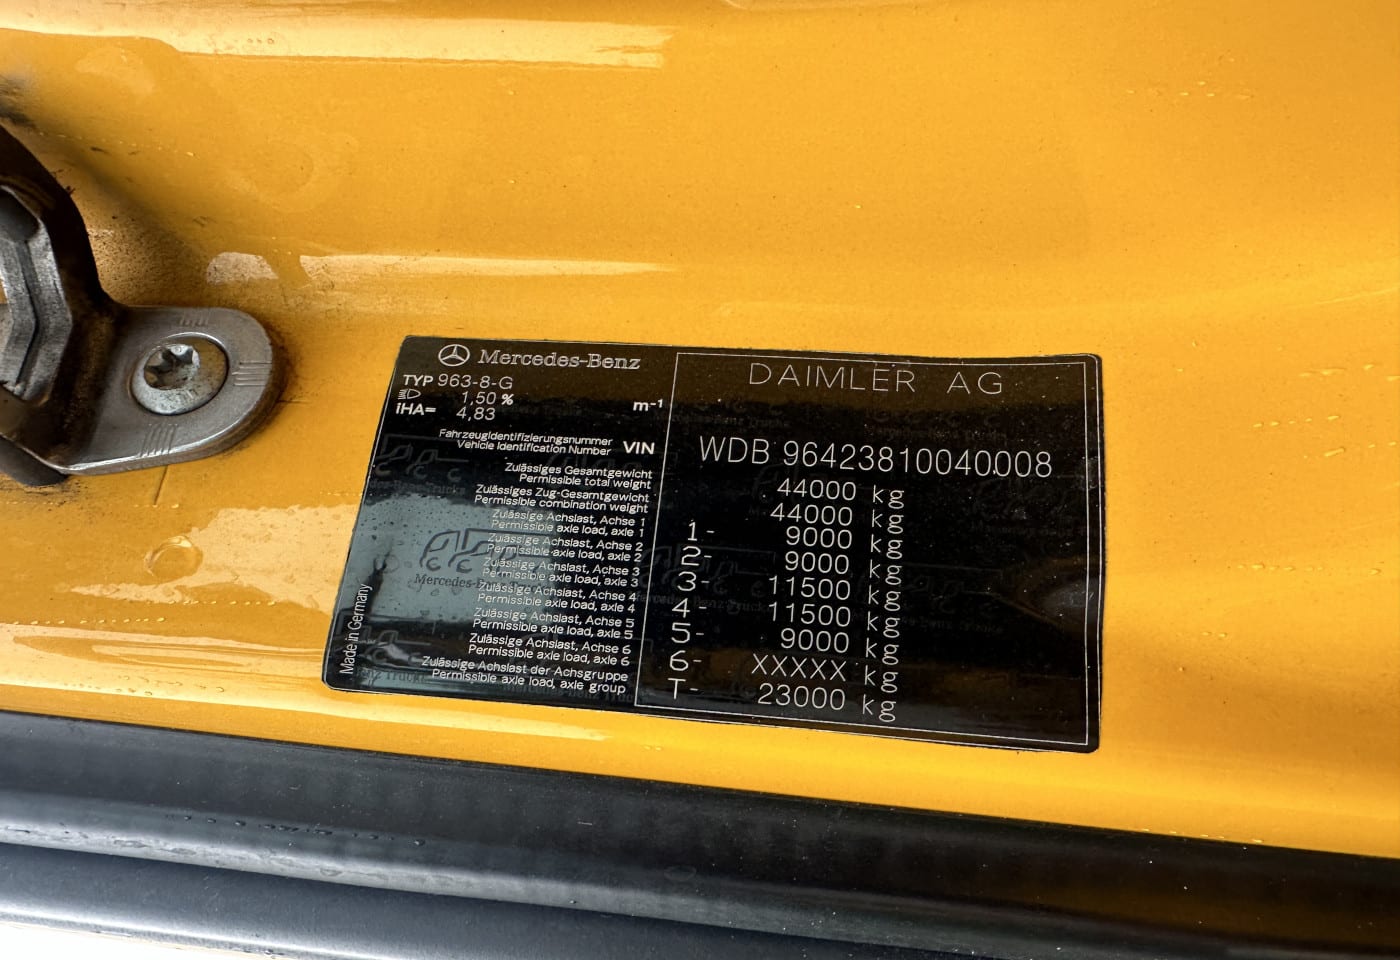 Mercedes-Benz
DAIMLER AG
TYP 963-8-G
1,50 %
iHA= 4,83 m-1
Fahrzeugidentifizierungsnummer
Vehicle Identification Number VIN WDB 96423810040008
Zulässiges Gesamtgewicht
Permissible total weight 44000 kg
Zulässiges Zug-Gesamtgewicht
Permissible combination weight 44000 kg
Zulässige Achslast, Achse 1
Permissible axle load, axle 1 1- 9000 kg
Zulässige Achslast, Achse 2
Permissible axle load, axle 2 2- 9000 kg
Zulässige Achslast, Achse 3
Permissible axle load, axle 3 3- 11500 kg
Zulässige Achslast, Achse 4
Permissible axle load, axle 4 4- 11500 kg
Zulässige Achslast, Achse 5
Permissible axle load, axle 5 5- 9000 kg
Zulässige Achslast, Achse 6
Permissible axle load, axle 6 6- XXXXX kg
Zulässige Achslast der Achsgruppe
Permissible axle load, axle group T- 23000 kg
Made in Germany
Mercedes-Benz Trucks